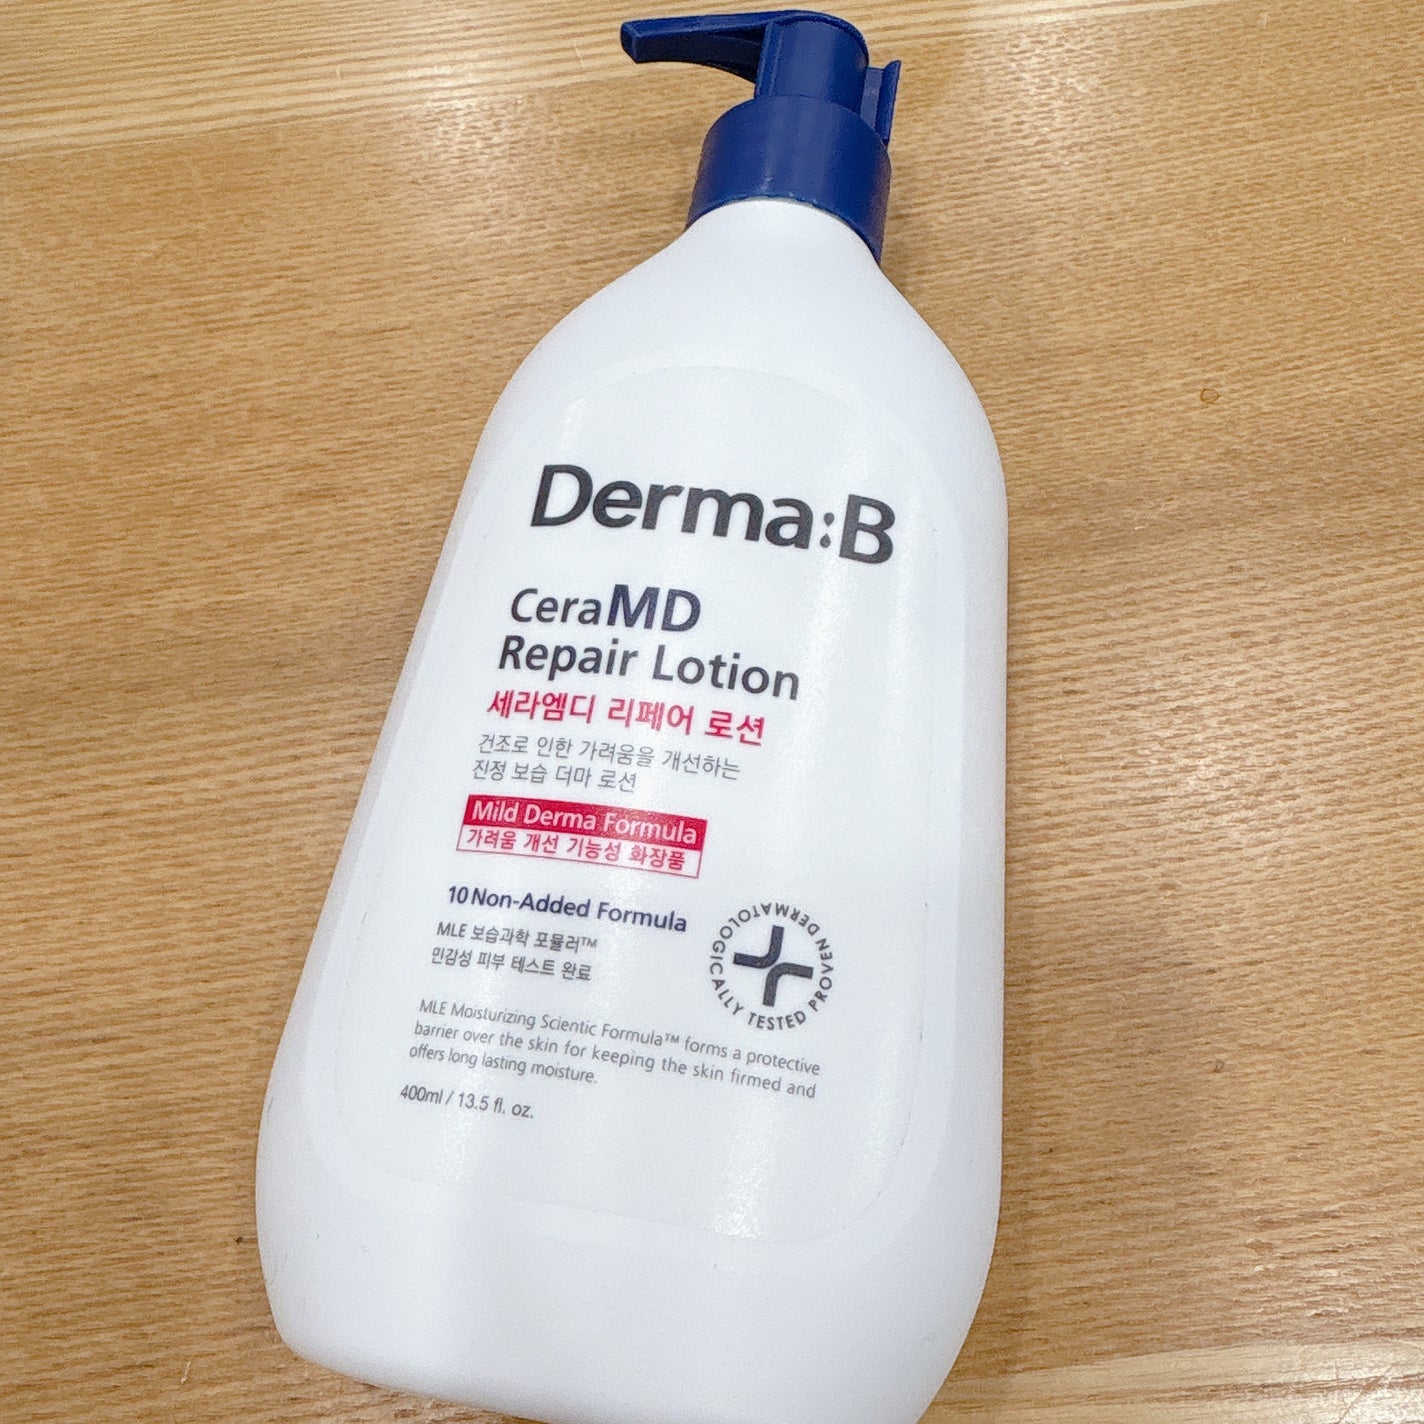 Derma:B
CeraMD
Repair Lotion
세라엠디 리페어 로션
건조로 인한 가려움을 개선하는
진정 보습 더마 로션
Mild Derma Formula
가려움 개선 기능성 화장품
10 Non-Added Formula
MLE 보습과학 포뮬러™
민감성 피부 테스트 완료
DERMATOLOGICALLY TESTED PROVEN
MLE Moisturizing Scientic Formula™ forms a protective
barrier over the skin for keeping the skin firmed and
offers long lasting moisture.
400ml / 13.5 fl. oz.